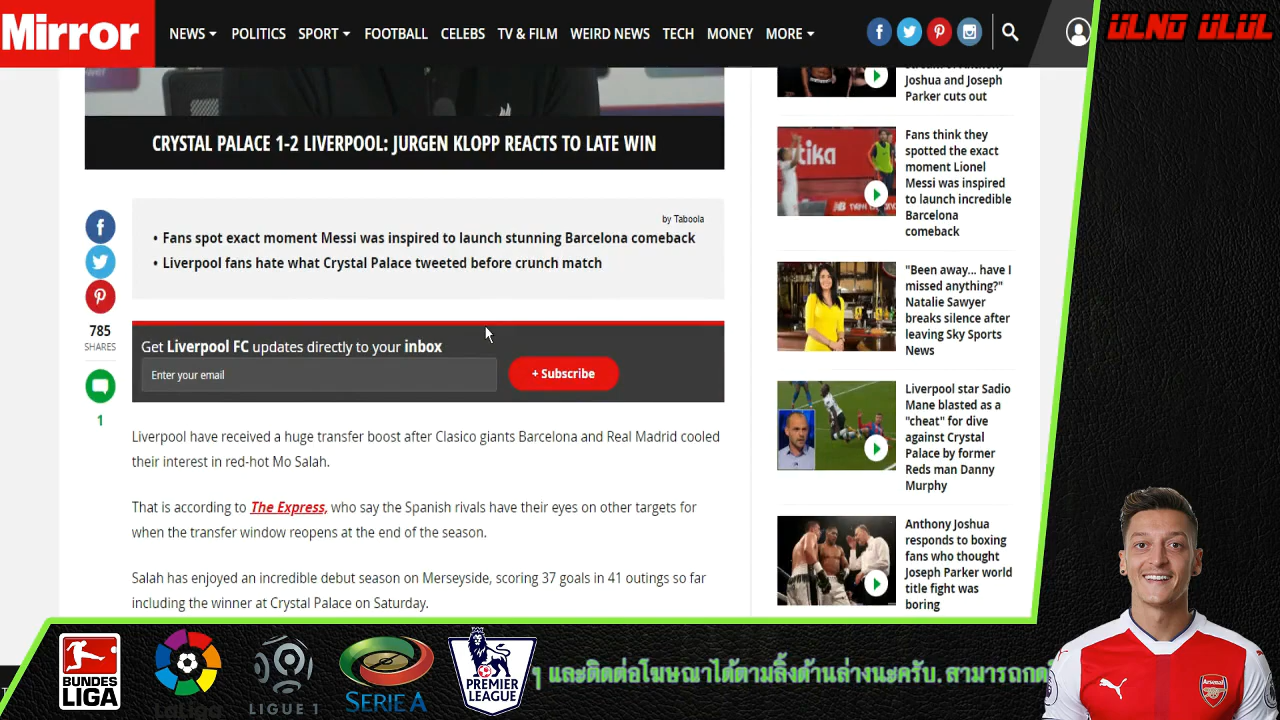 Mirror
NEWS
POLITICS
SPORT
FOOTBALL
CELEBS
TV & FILM
WEIRD NEWS
TECH
MONEY
MORE
CRYSTAL PALACE 1-2 LIVERPOOL: JURGEN KLOPP REACTS TO LATE WIN
by Taboola
• Fans spot exact moment Messi was inspired to launch stunning Barcelona comeback
• Liverpool fans hate what Crystal Palace tweeted before crunch match
785
SHARES
1
Get Liverpool FC updates directly to your inbox
Enter your email
+ Subscribe
Liverpool have received a huge transfer boost after Clasico giants Barcelona and Real Madrid cooled
their interest in red-hot Mo Salah.
That is according to The Express, who say the Spanish rivals have their eyes on other targets for
when the transfer window reopens at the end of the season.
Salah has enjoyed an incredible debut season on Merseyside, scoring 37 goals in 41 outings so far
including the winner at Crystal Palace on Saturday.
Joshua and Joseph
Parker cuts out
Fans think they
spotted the exact
moment Lionel
Messi was inspired
to launch incredible
Barcelona
comeback
"Been away... have I
missed anything?"
Natalie Sawyer
breaks silence after
leaving Sky Sports
News
Liverpool star Sadio
Mane blasted as a
"cheat" for dive
against Crystal
Palace by former
Reds man Danny
Murphy
Anthony Joshua
responds to boxing
fans who thought
Joseph Parker world
title fight was
boring
BUNDES
LIGA
LIGUE 1
SERIE A
PREMIER
LEAGUE
ๆ และติดต่อโฆษณาได้ตามลิ้งด้านล่างนะครับ. สามารถกด
Arsenal